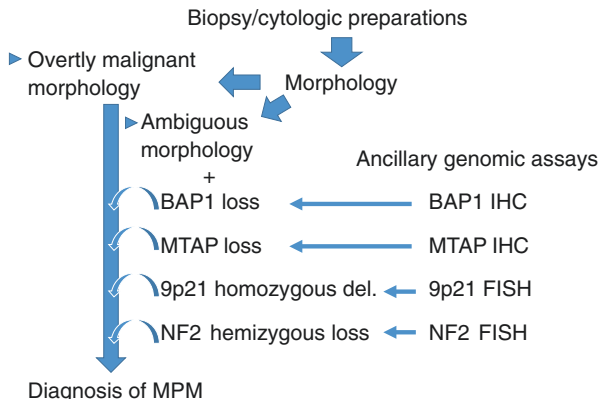 Biopsy/cytologic preparations
Overtly malignant
morphology
Morphology
Ambiguous
morphology
+
Ancillary genomic assays
BAP1 loss
BAP1 IHC
MTAP loss
MTAP IHC
9p21 homozygous del.
9p21 FISH
NF2 hemizygous loss
NF2 FISH
Diagnosis of MPM